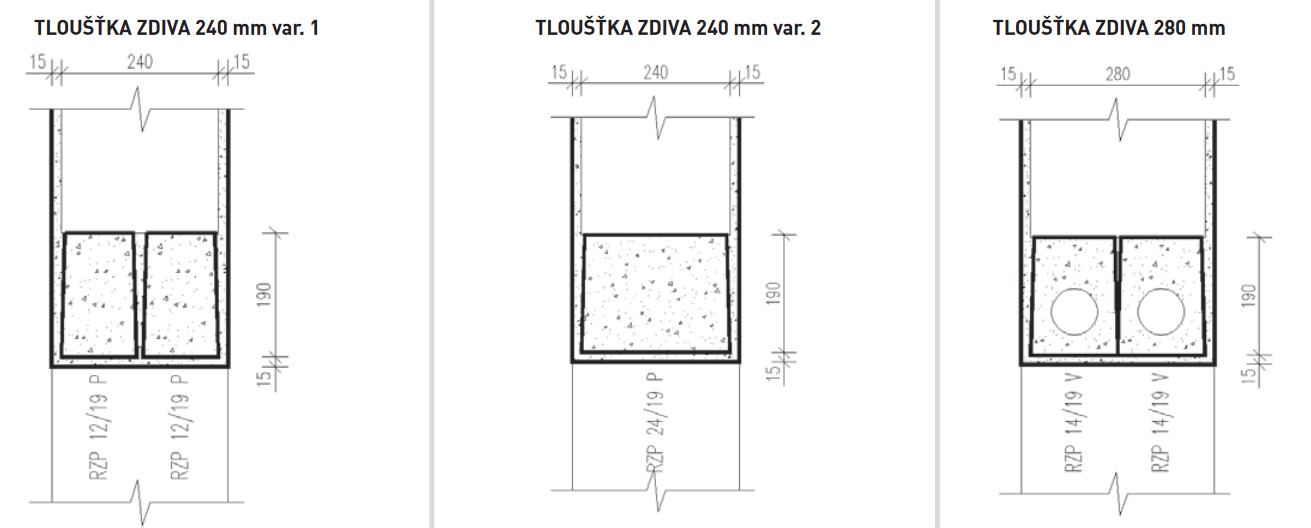 TLOUŠŤKA ZDIVA 240 mm var. 1
15 240 15
190
15
RZP 12/19 P
RZP 12/19 P
TLOUŠŤKA ZDIVA 240 mm var. 2
15 240 15
190
15
RZP 24/19 P
TLOUŠŤKA ZDIVA 280 mm
15 280 15
190
15
RZP 14/19 V
RZP 14/19 V